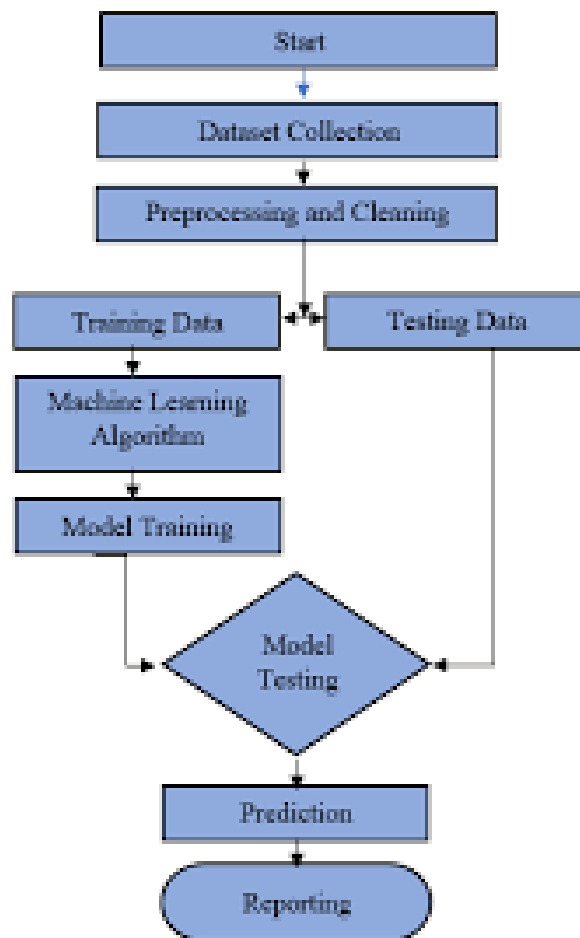 Start
Dataset Collection
Preprocessing and Cleaning
Training Data
Testing Data
Machine Learning
Algorithm
Model Training
Model
Testing
Prediction
Reporting